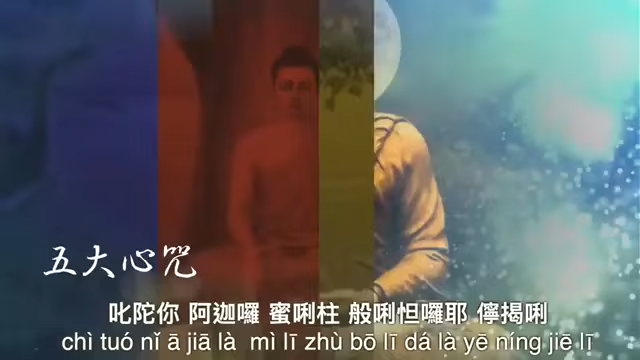 五大心咒
叱陀你 阿迦囉 蜜唎柱 般唎怛囉耶 儜揭唎
chì tuó nǐ ā jiā là mì lī zhù bō lī dá là yē níng jiē lī